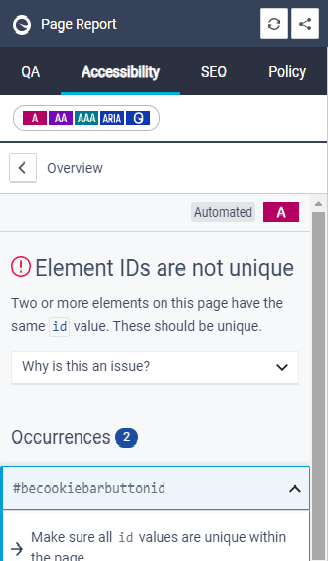 Page Report
QA Accessibility SEO Policy
A AA AAA ARIA
Overview
Automated A
Element IDs are not unique
Two or more elements on this page have the
same id value. These should be unique.
Why is this an issue?
Occurrences 2
#becookiebarbuttonid
Make sure all id values are unique within
the page